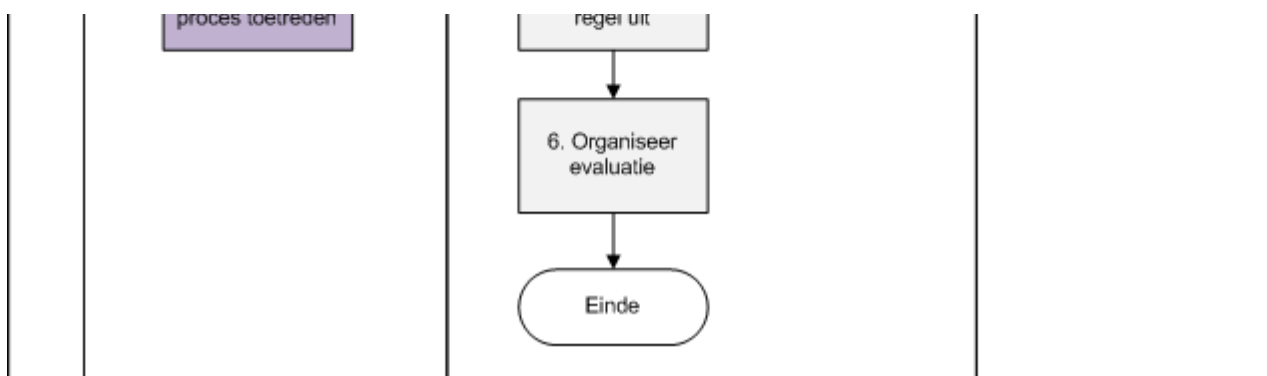 proces toetreden
regel uit
6. Organiseer
evaluatie
Einde